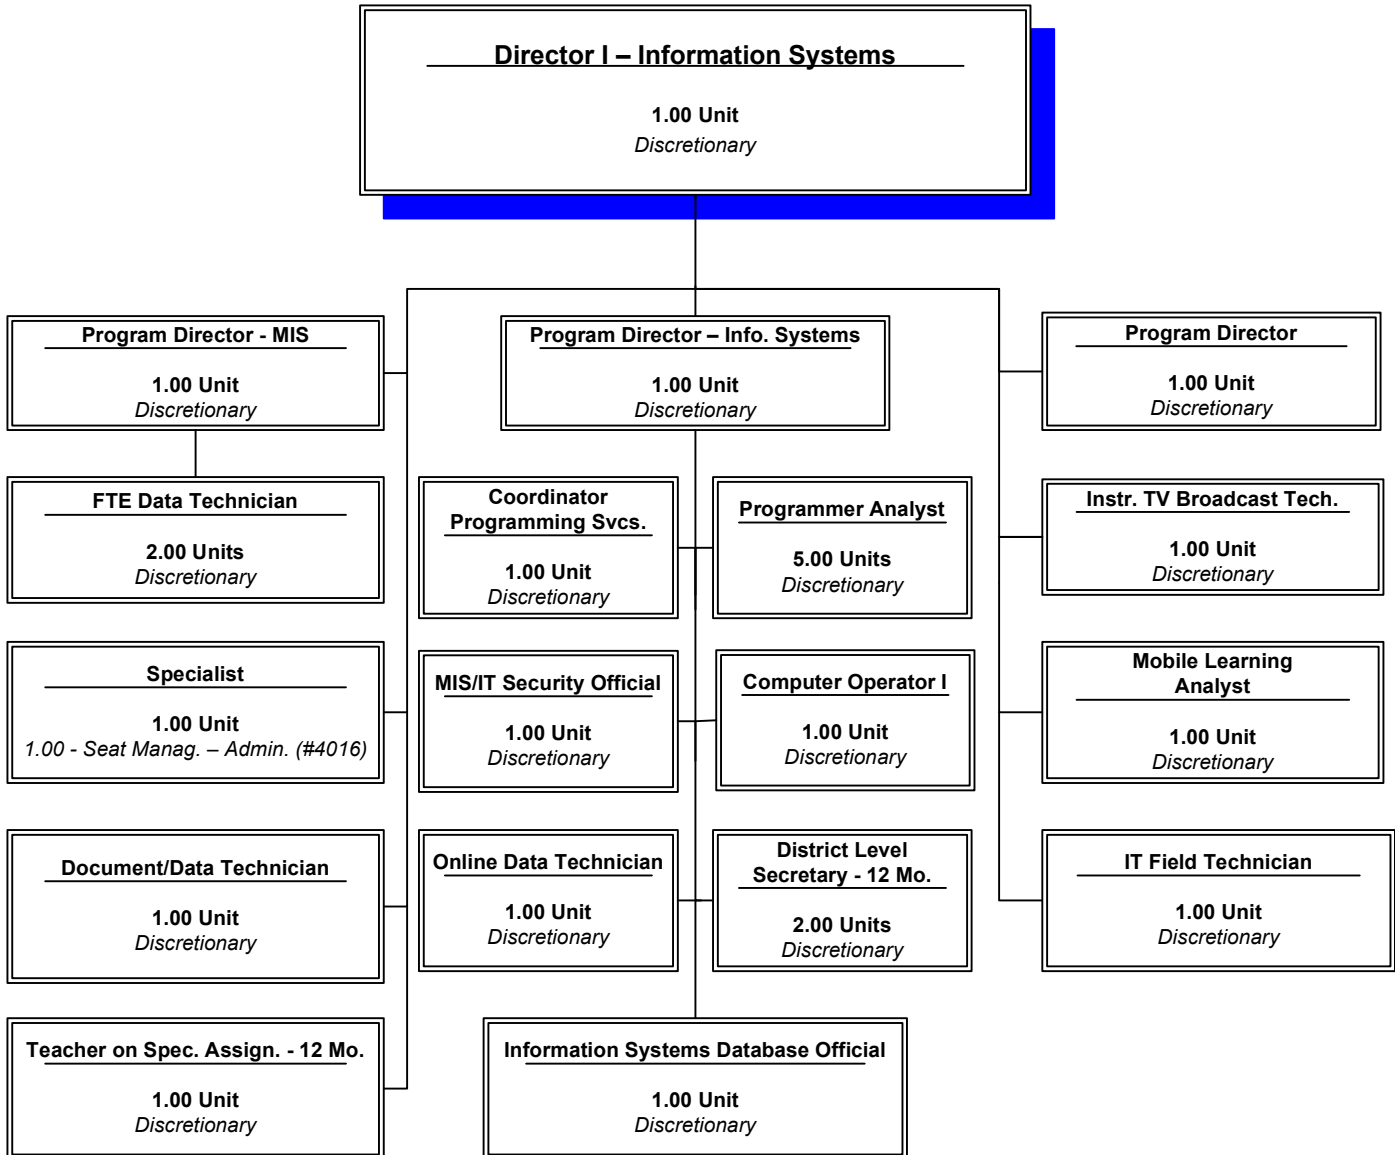 Director I – Information Systems
1.00 Unit
Discretionary
Program Director - MIS
1.00 Unit
Discretionary
Program Director – Info. Systems
1.00 Unit
Discretionary
Program Director
1.00 Unit
Discretionary
FTE Data Technician
2.00 Units
Discretionary
Coordinator
Programming Svcs.
1.00 Unit
Discretionary
Programmer Analyst
5.00 Units
Discretionary
Instr. TV Broadcast Tech.
1.00 Unit
Discretionary
Specialist
1.00 Unit
1.00 - Seat Manag. – Admin. (#4016)
MIS/IT Security Official
1.00 Unit
Discretionary
Computer Operator I
1.00 Unit
Discretionary
Mobile Learning
Analyst
1.00 Unit
Discretionary
Document/Data Technician
1.00 Unit
Discretionary
Online Data Technician
1.00 Unit
Discretionary
District Level
Secretary - 12 Mo.
2.00 Units
Discretionary
IT Field Technician
1.00 Unit
Discretionary
Teacher on Spec. Assign. - 12 Mo.
1.00 Unit
Discretionary
Information Systems Database Official
1.00 Unit
Discretionary